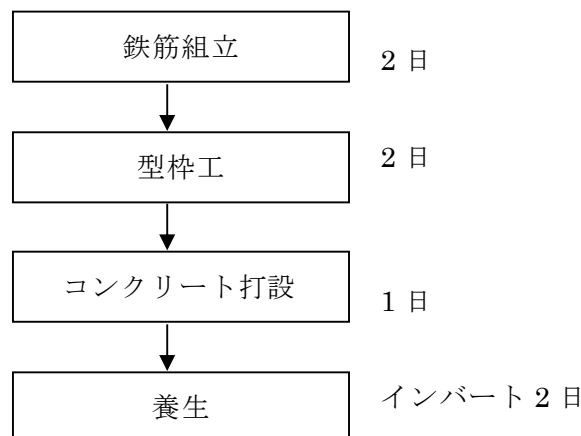 鉄筋組立
2 日
型枠工
2 日
コンクリート打設
1 日
養生
インバート 2 日